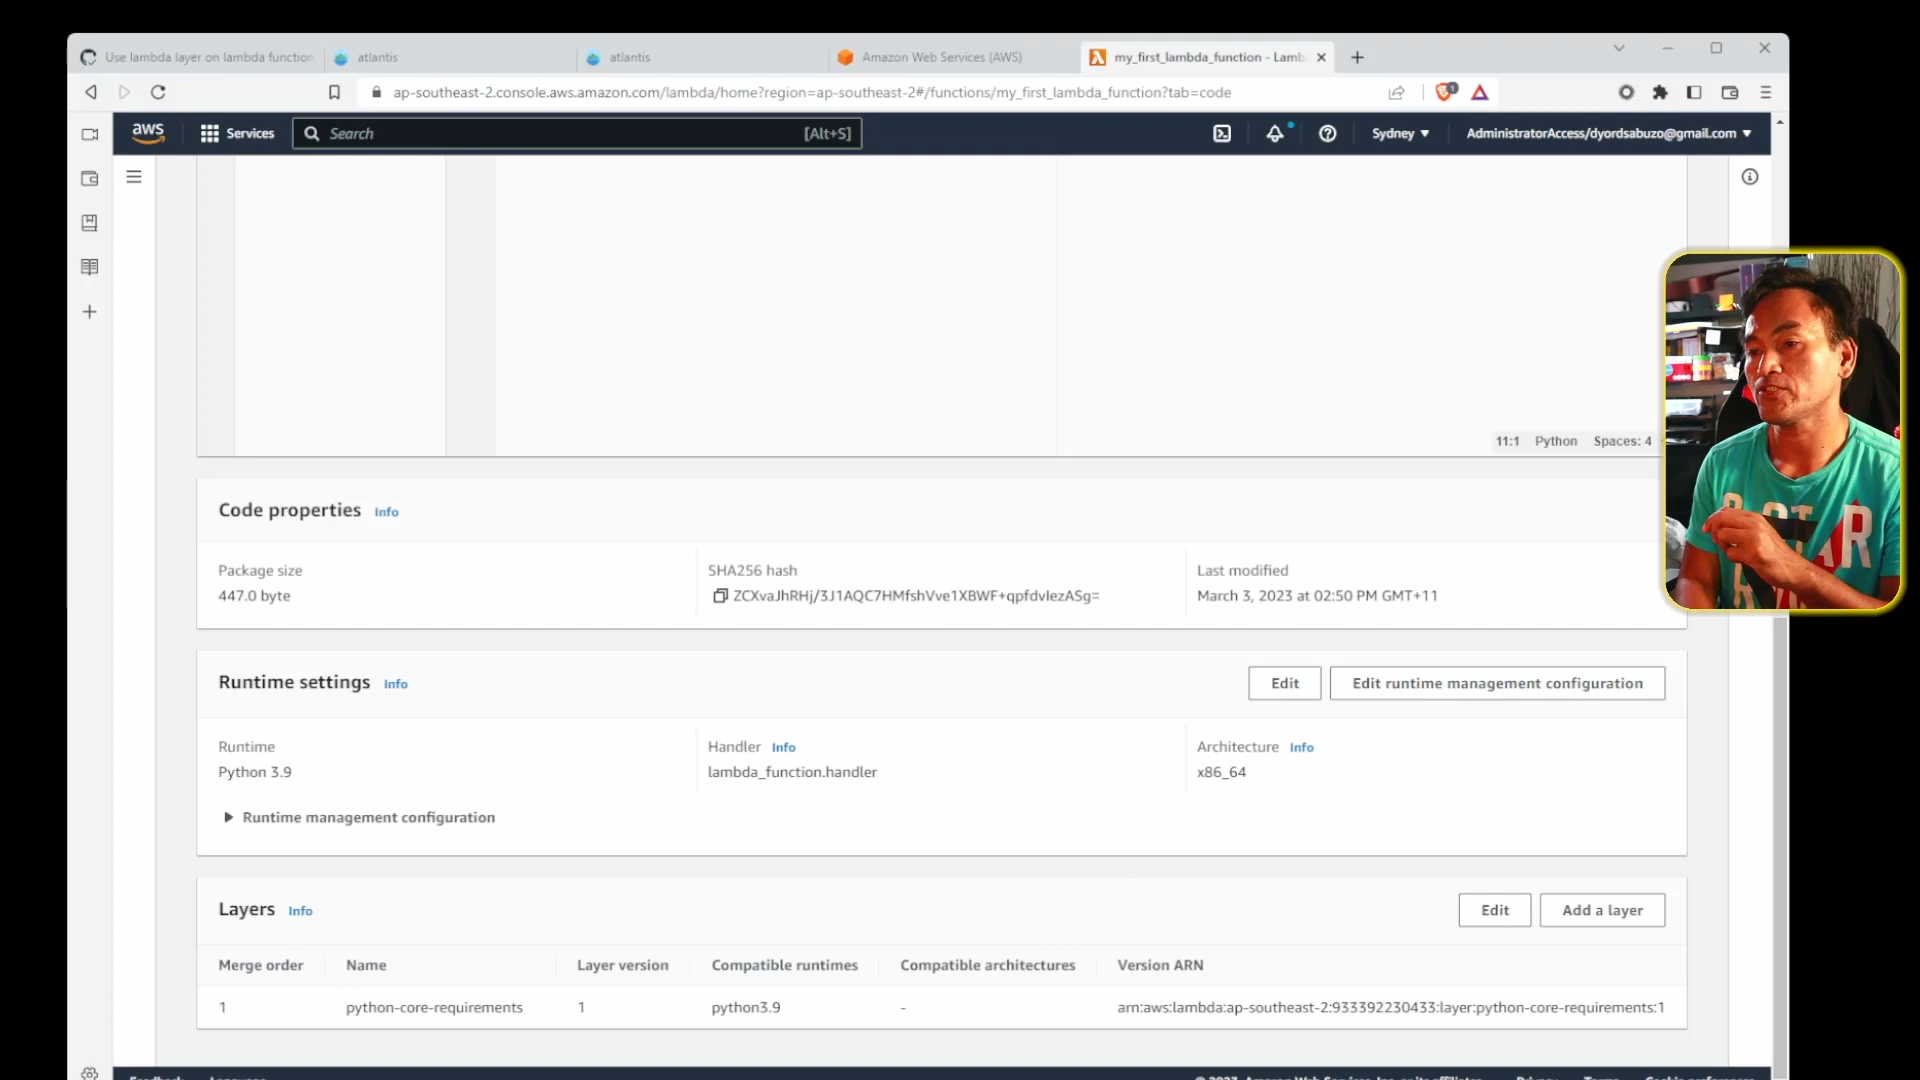 Use lambda layer on lambda function
atlantis
atlantis
Amazon Web Services (AWS)
my_first_lambda_function - Lamb
ap-southeast-2.console.aws.amazon.com/lambda/home?region=ap-southeast-2#/functions/my_first_lambda_function?tab=code
1
aws
Services
Search
[Alt+S]
Sydney
AdministratorAccess/dyordsabuzo@gmail.com
11:1 Python Spaces: 4
Code properties Info
Package size
447.0 byte
SHA256 hash
ZCXvaJhRHj/3J1AQC7HMfshVve1XBWF+qpfdvIezASg=
Last modified
March 3, 2023 at 02:50 PM GMT+11
Runtime settings Info
Edit
Edit runtime management configuration
Runtime
Python 3.9
Handler Info
lambda_function.handler
Architecture Info
x86_64
Runtime management configuration
Layers Info
Edit
Add a layer
Merge order Name Layer version Compatible runtimes Compatible architectures Version ARN
1 python-core-requirements 1 python3.9 - arn:aws:lambda:ap-southeast-2:933392230433:layer:python-core-requirements:1